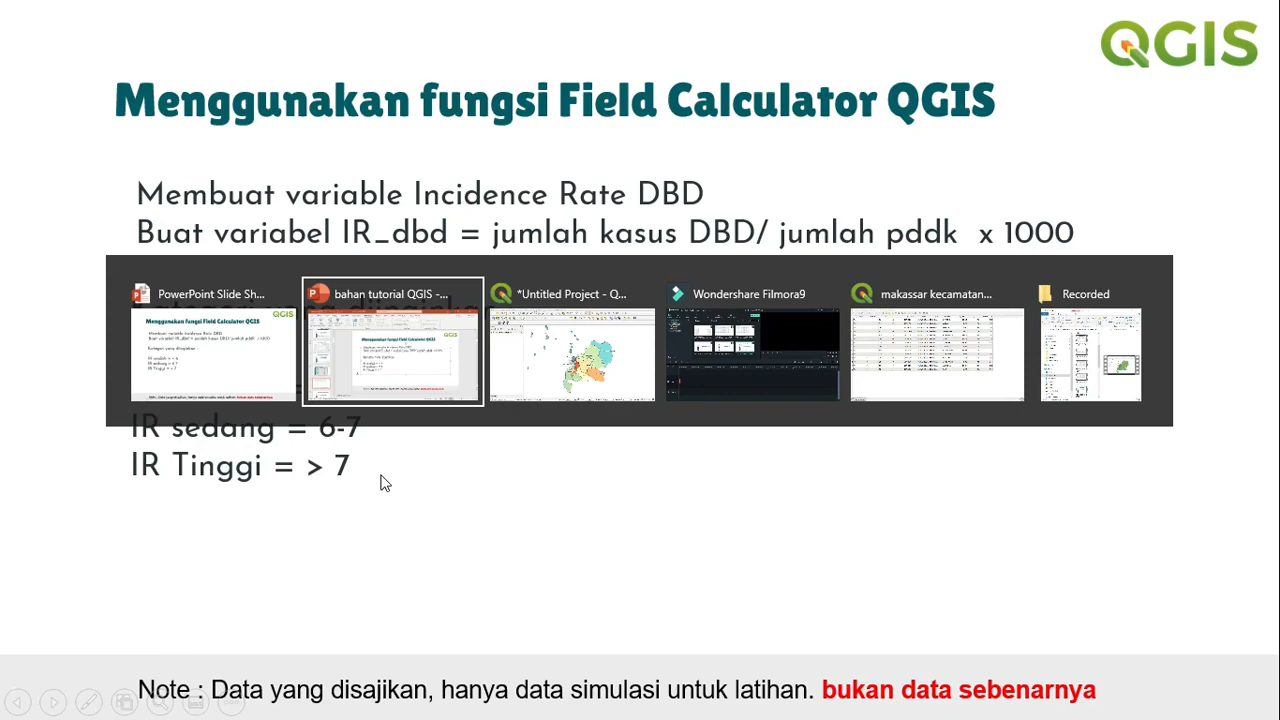 QGIS
Menggunakan fungsi Field Calculator QGIS
Membuat variable Incidence Rate DBD
Buat variabel IR_dbd = jumlah kasus DBD/ jumlah pddk x 1000
PowerPoint Slide Sh...
bahan tutorial QGIS -...
*Untitled Project - Q...
Wondershare Filmora9
makassar kecamatan...
Recorded
IR sedang = 6-7
IR Tinggi = > 7
Note : Data yang disajikan, hanya data simulasi untuk latihan. bukan data sebenarnya